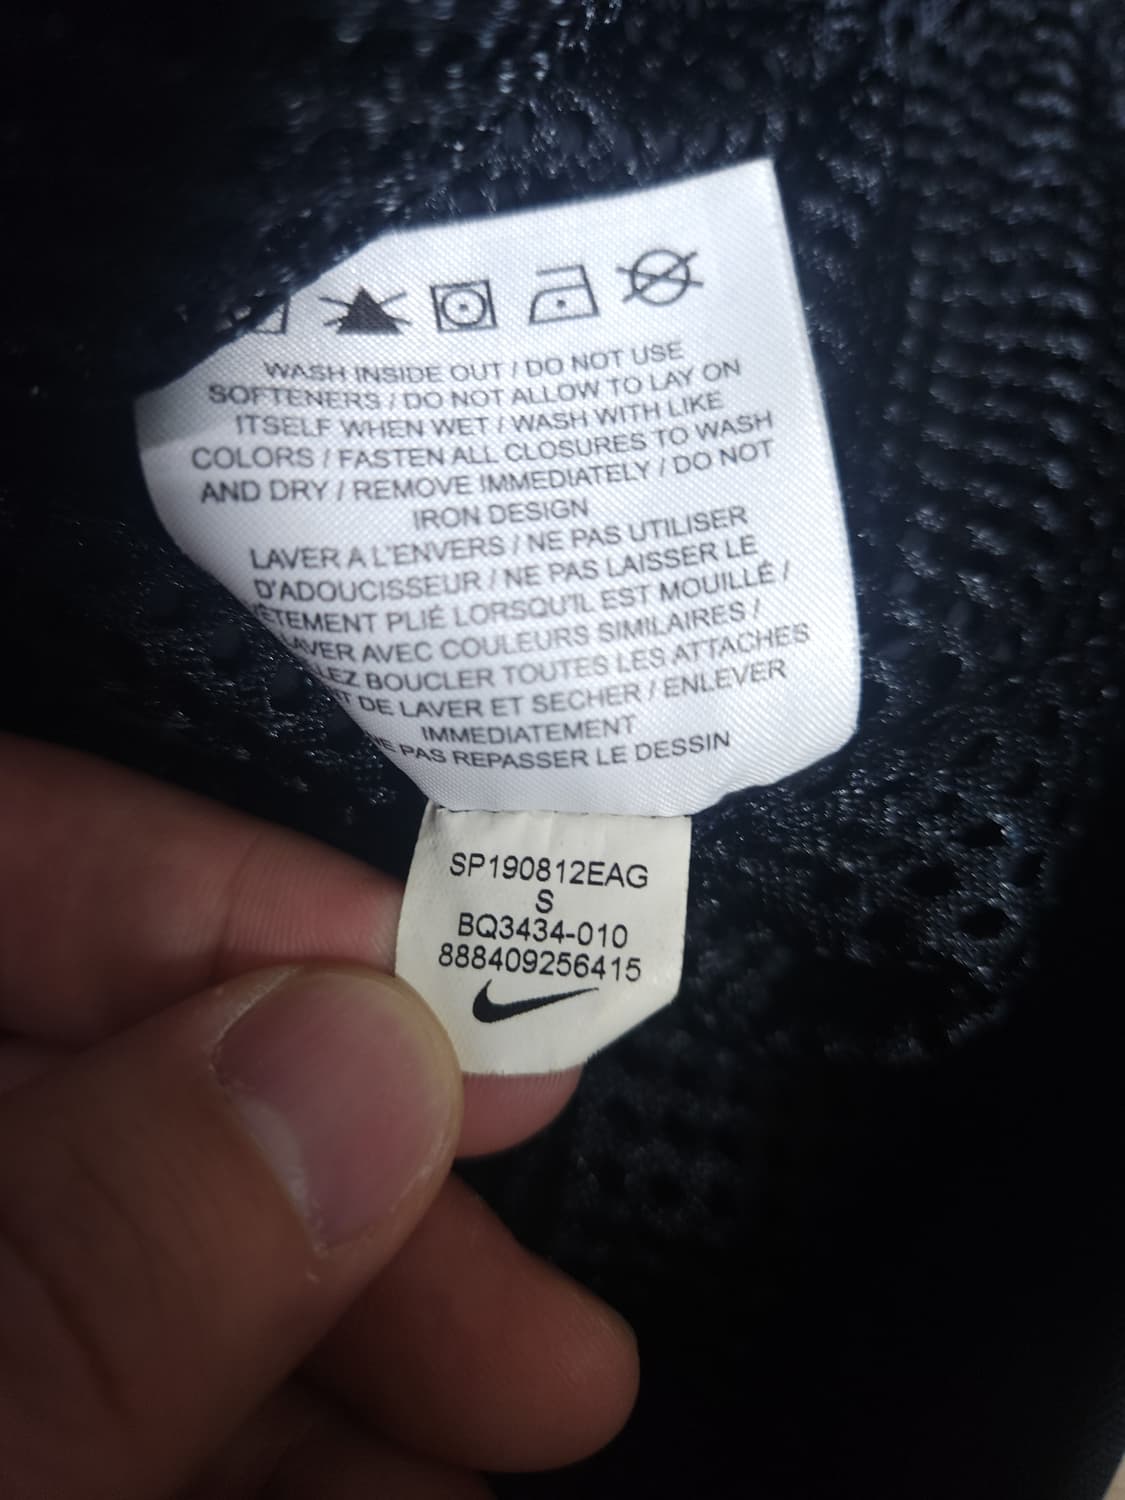 WASH INSIDE OUT / DO NOT USE
SOFTENERS / DO NOT ALLOW TO LAY ON
ITSELF WHEN WET / WASH WITH LIKE
COLORS / FASTEN ALL CLOSURES TO WASH
AND DRY / REMOVE IMMEDIATELY / DO NOT
IRON DESIGN
LAVER A L'ENVERS / NE PAS UTILISER
D'ADOUCISSEUR / NE PAS LAISSER LE
VÊTEMENT PLIÉ LORSQU'IL EST MOUILLÉ /
LAVER AVEC COULEURS SIMILAIRES /
BOUCLER TOUTES LES ATTACHES
DE LAVER ET SECHER / ENLEVER
IMMEDIATEMENT
NE PAS REPASSER LE DESSIN
SP190812EAG
S
BQ3434-010
888409256415